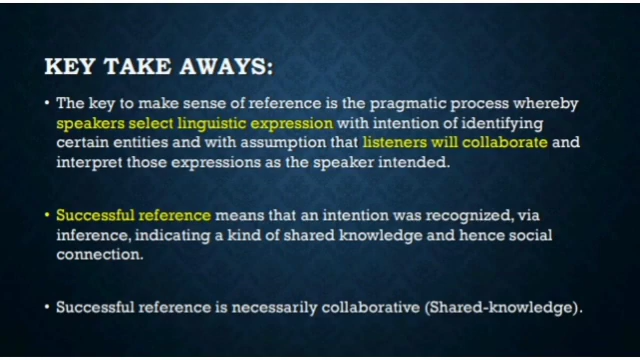 KEY TAKE AWAYS:
• The key to make sense of reference is the pragmatic process whereby
speakers select linguistic expression with intention of identifying
certain entities and with assumption that listeners will collaborate and
interpret those expressions as the speaker intended.
• Successful reference means that an intention was recognized, via
inference, indicating a kind of shared knowledge and hence social
connection.
• Successful reference is necessarily collaborative (Shared-knowledge).